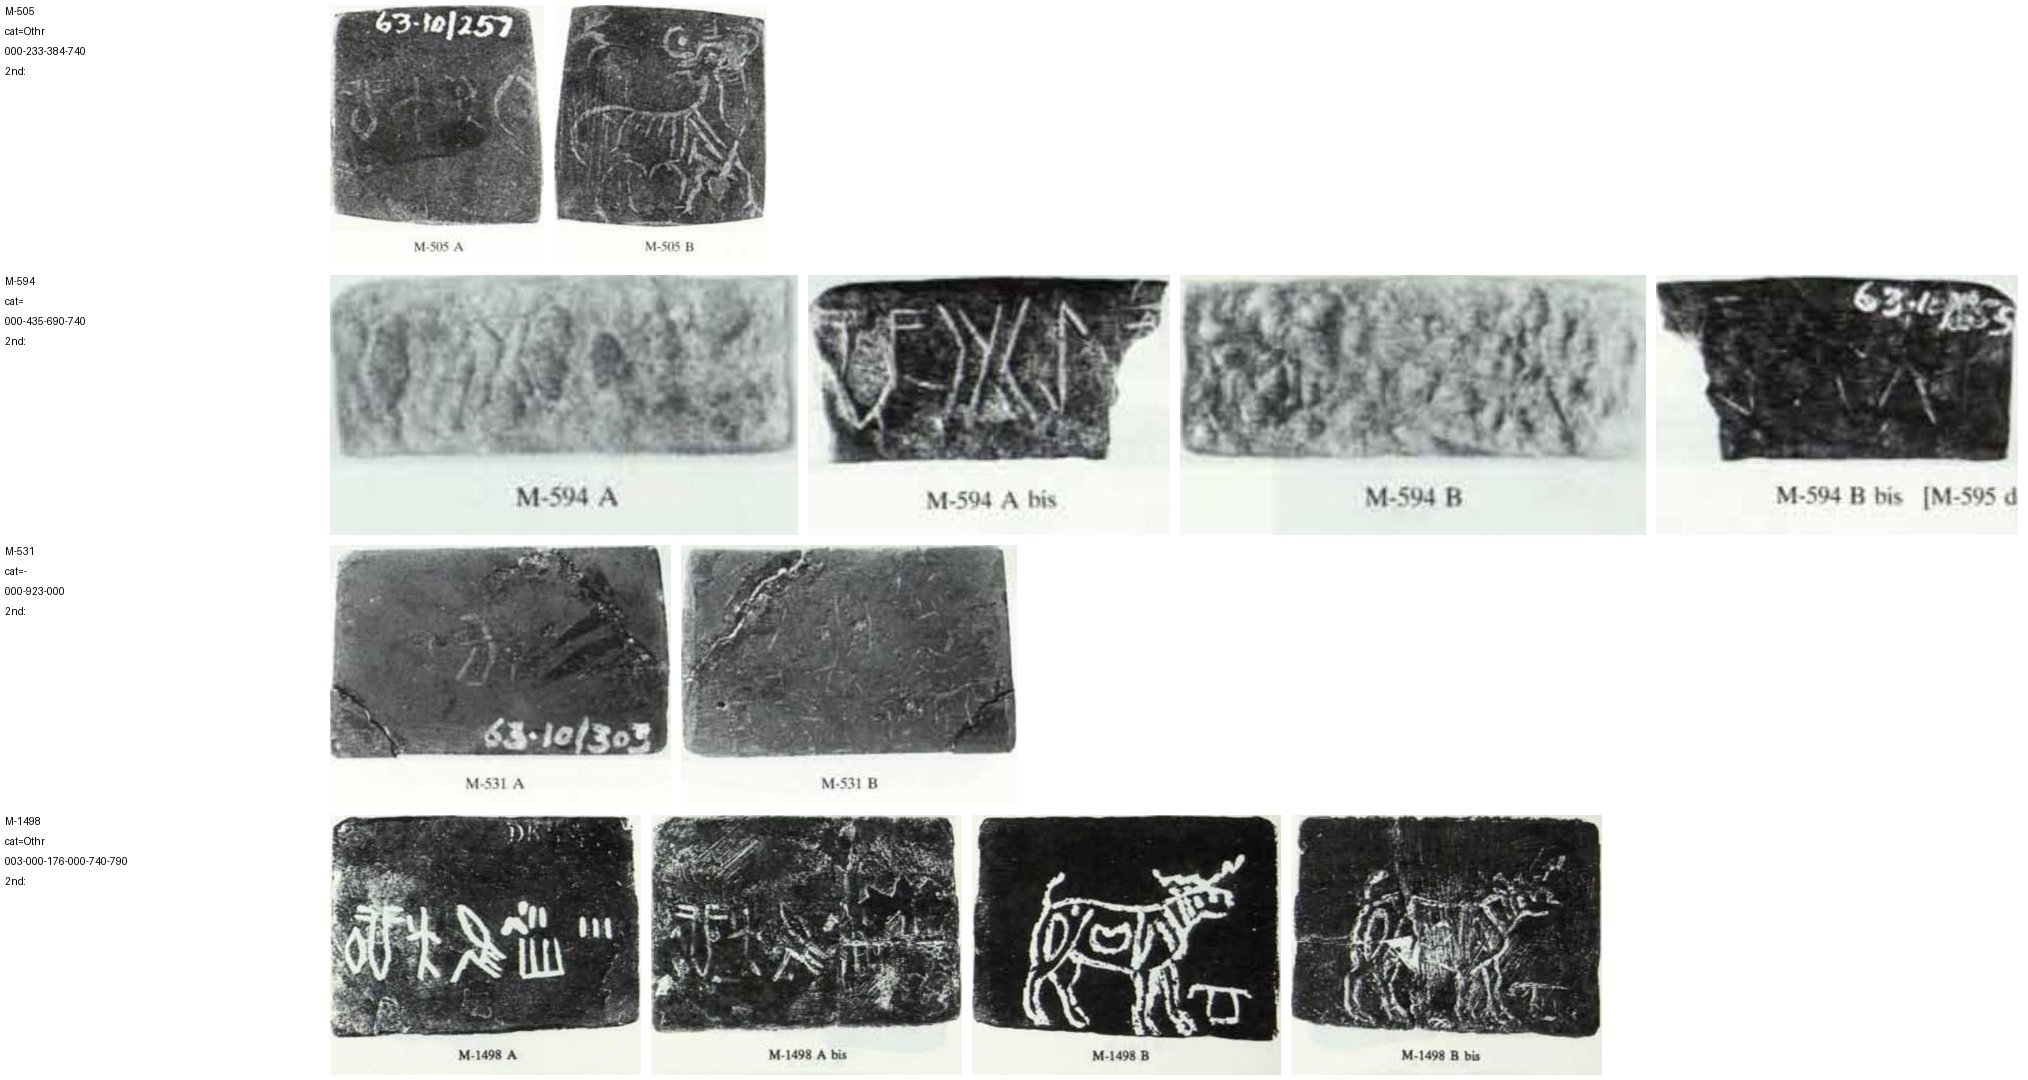 M-505
cat=Othr
000-233-384-740
2nd:
63·10/257
M-505 A
M-505 B
M-594
cat=
000-435-690-740
2nd:
M-594 A
M-594 A bis
M-594 B
M-594 B bis [M-595 d
M-531
cat=-
000-923-000
2nd:
63·10/303
M-531 A
M-531 B
M-1498
cat=Othr
003-000-176-000-740-790
2nd:
DK
M-1498 A
M-1498 A bis
M-1498 B
M-1498 B bis